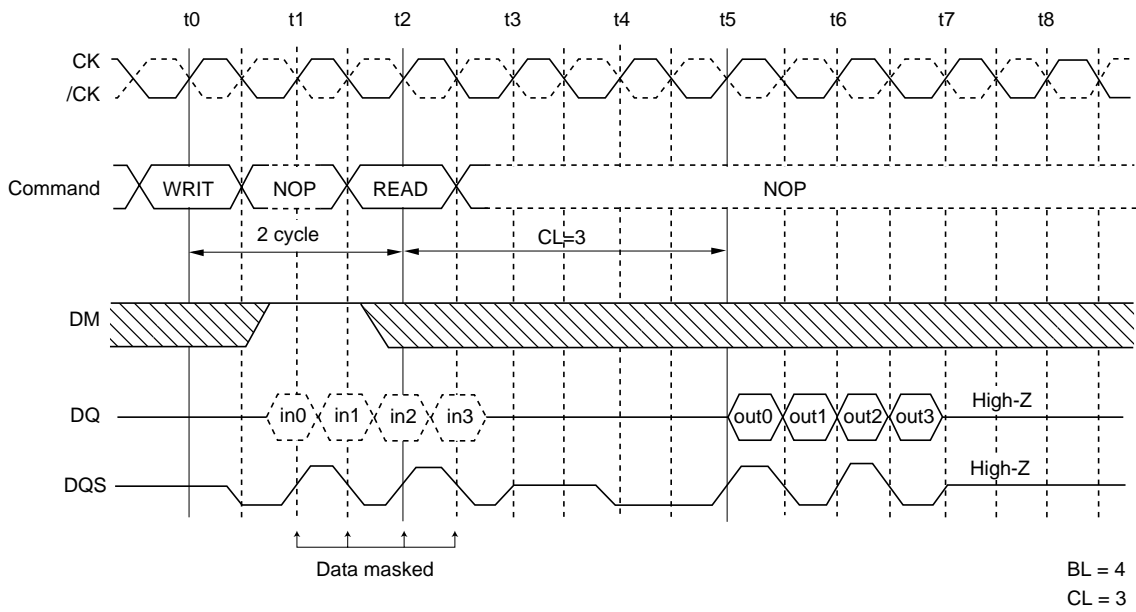 t0 t1 t2 t3 t4 t5 t6 t7 t8
CK
/CK
Command WRIT NOP READ NOP
2 cycle CL=3
DM
DQ in0 in1 in2 in3 out0 out1 out2 out3 High-Z
DQS High-Z
Data masked
BL = 4
CL = 3